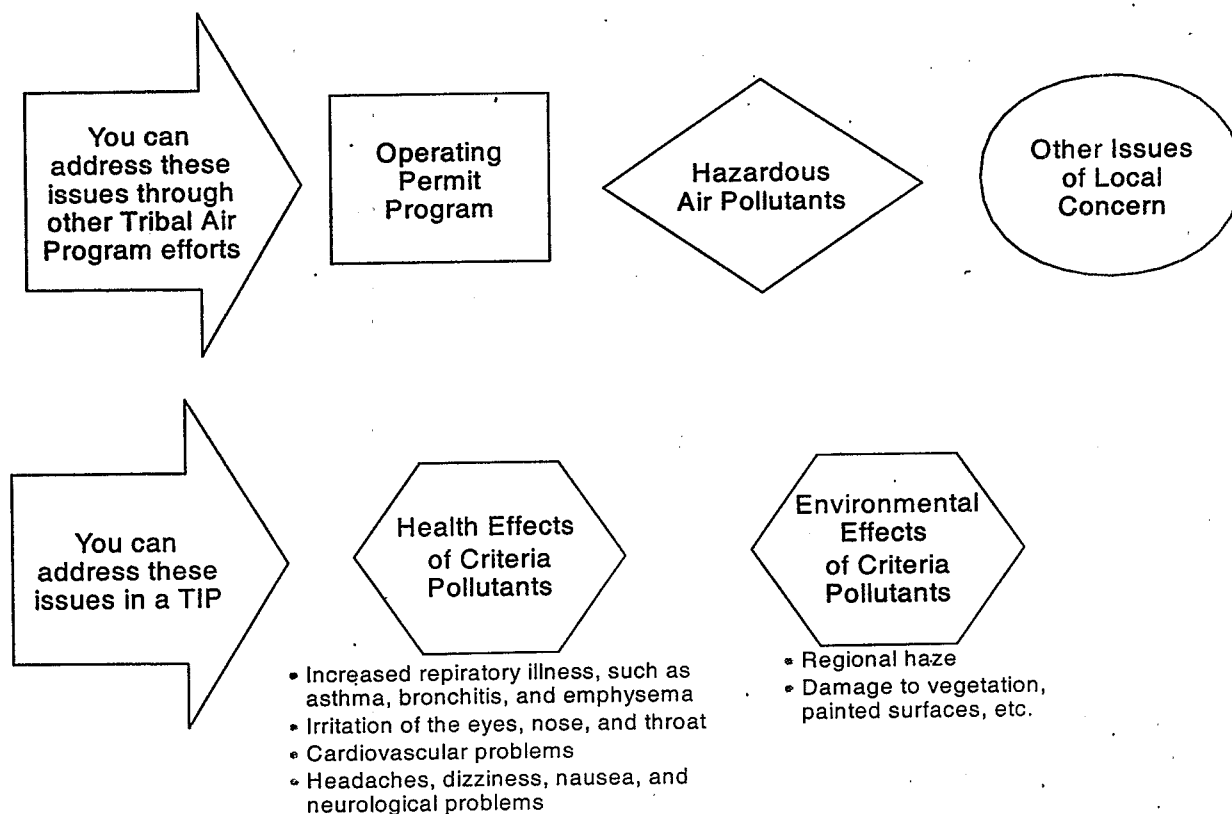 You can
address these
issues through
other Tribal Air
Program efforts
Operating
Permit
Program
Hazardous
Air Pollutants
Other Issues
of Local
Concern
You can
address these
issues in a TIP
Health Effects
of Criteria
Pollutants
Environmental
Effects
of Criteria
Pollutants
• Increased repiratory illness, such as
asthma, bronchitis, and emphysema
• Irritation of the eyes, nose, and throat
• Cardiovascular problems
• Headaches, dizziness, nausea, and
neurological problems
• Regional haze
• Damage to vegetation,
painted surfaces, etc.